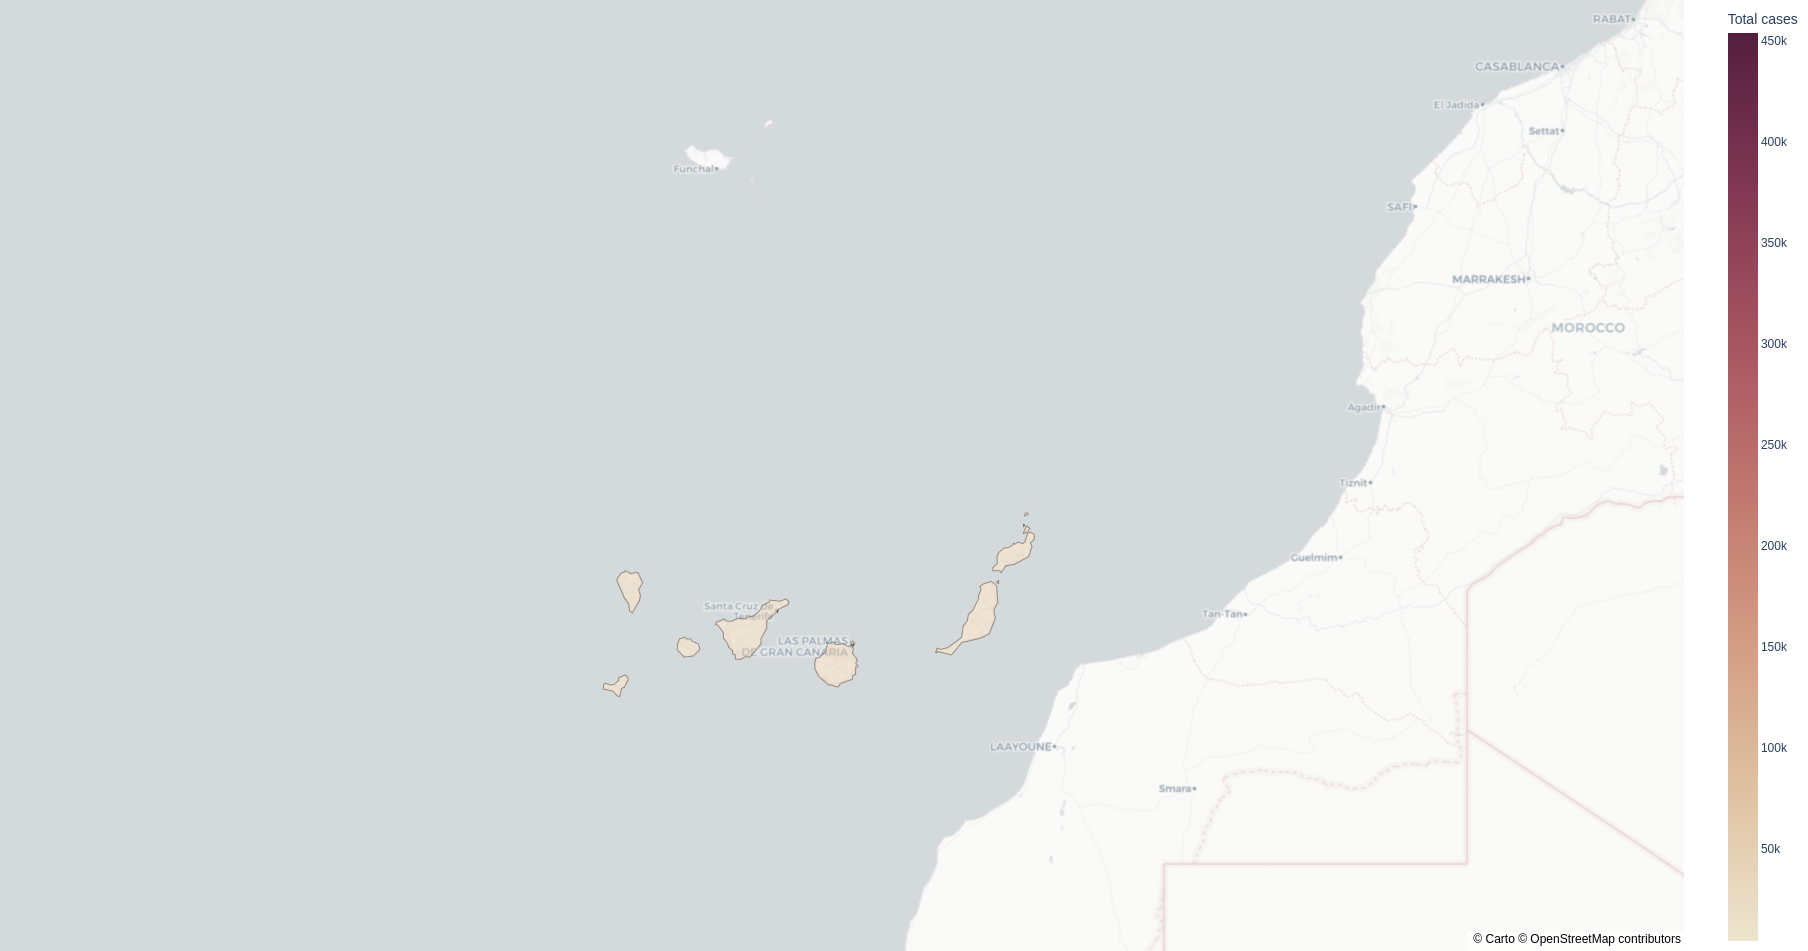 Total cases
450k
RABAT
CASABLANCA
El Jadida
Settat
400k
Funchal
SAFI
350k
MARRAKESH
MOROCCO
300k
Agadir
250k
Tiznit
200k
Guelmim
Santa Cruz de
Tenerife
Tan-Tan
LAS PALMAS
DE GRAN CANARIA
150k
LAAYOUNE
100k
Smara
50k
© Carto © OpenStreetMap contributors